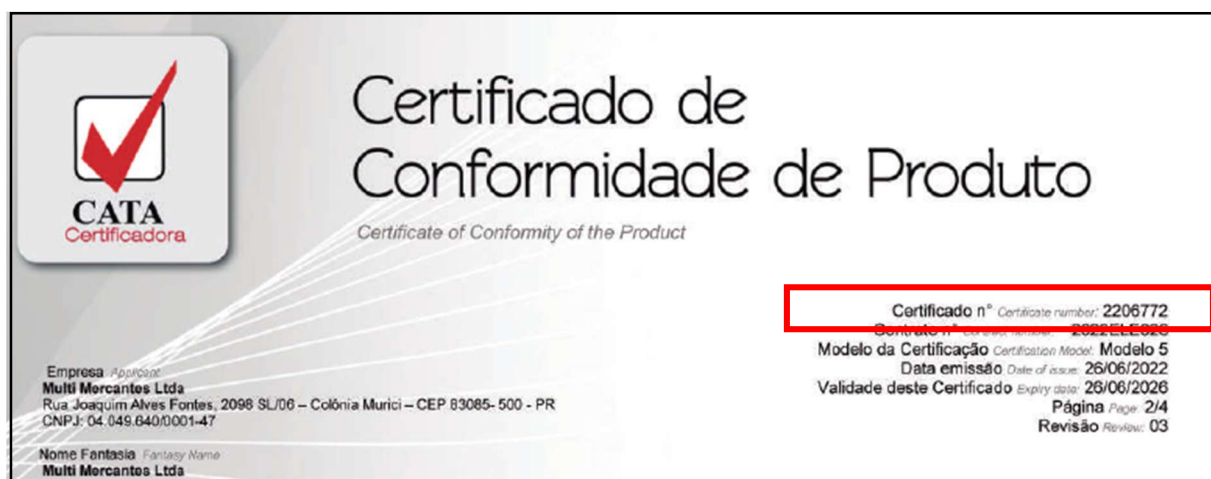 CATA
Certificadora
Certificado de
Conformidade de Produto
Certificate of Conformity of the Product
Certificado n° Certificate number: 2206772
Contrato n°
Modelo da Certificação Certification Model: Modelo 5
Data emissão Date of issue: 26/06/2022
Validade deste Certificado Expiry date: 26/06/2026
Página Page: 2/4
Revisão Review: 03
Empresa Applicant
Multi Mercantes Ltda
Rua Joaquim Alves Fontes, 2098 SL/06 – Colônia Murici – CEP 83085- 500 - PR
CNPJ: 04.049.640/0001-47
Nome Fantasia Fantasy Name
Multi Mercantes Ltda